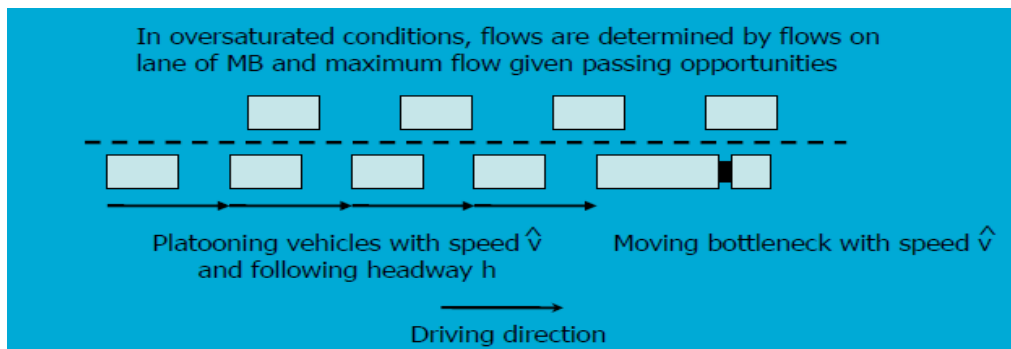 In oversaturated conditions, flows are determined by flows on
lane of MB and maximum flow given passing opportunities
Platooning vehicles with speed v̂
and following headway h
Moving bottleneck with speed v̂
Driving direction